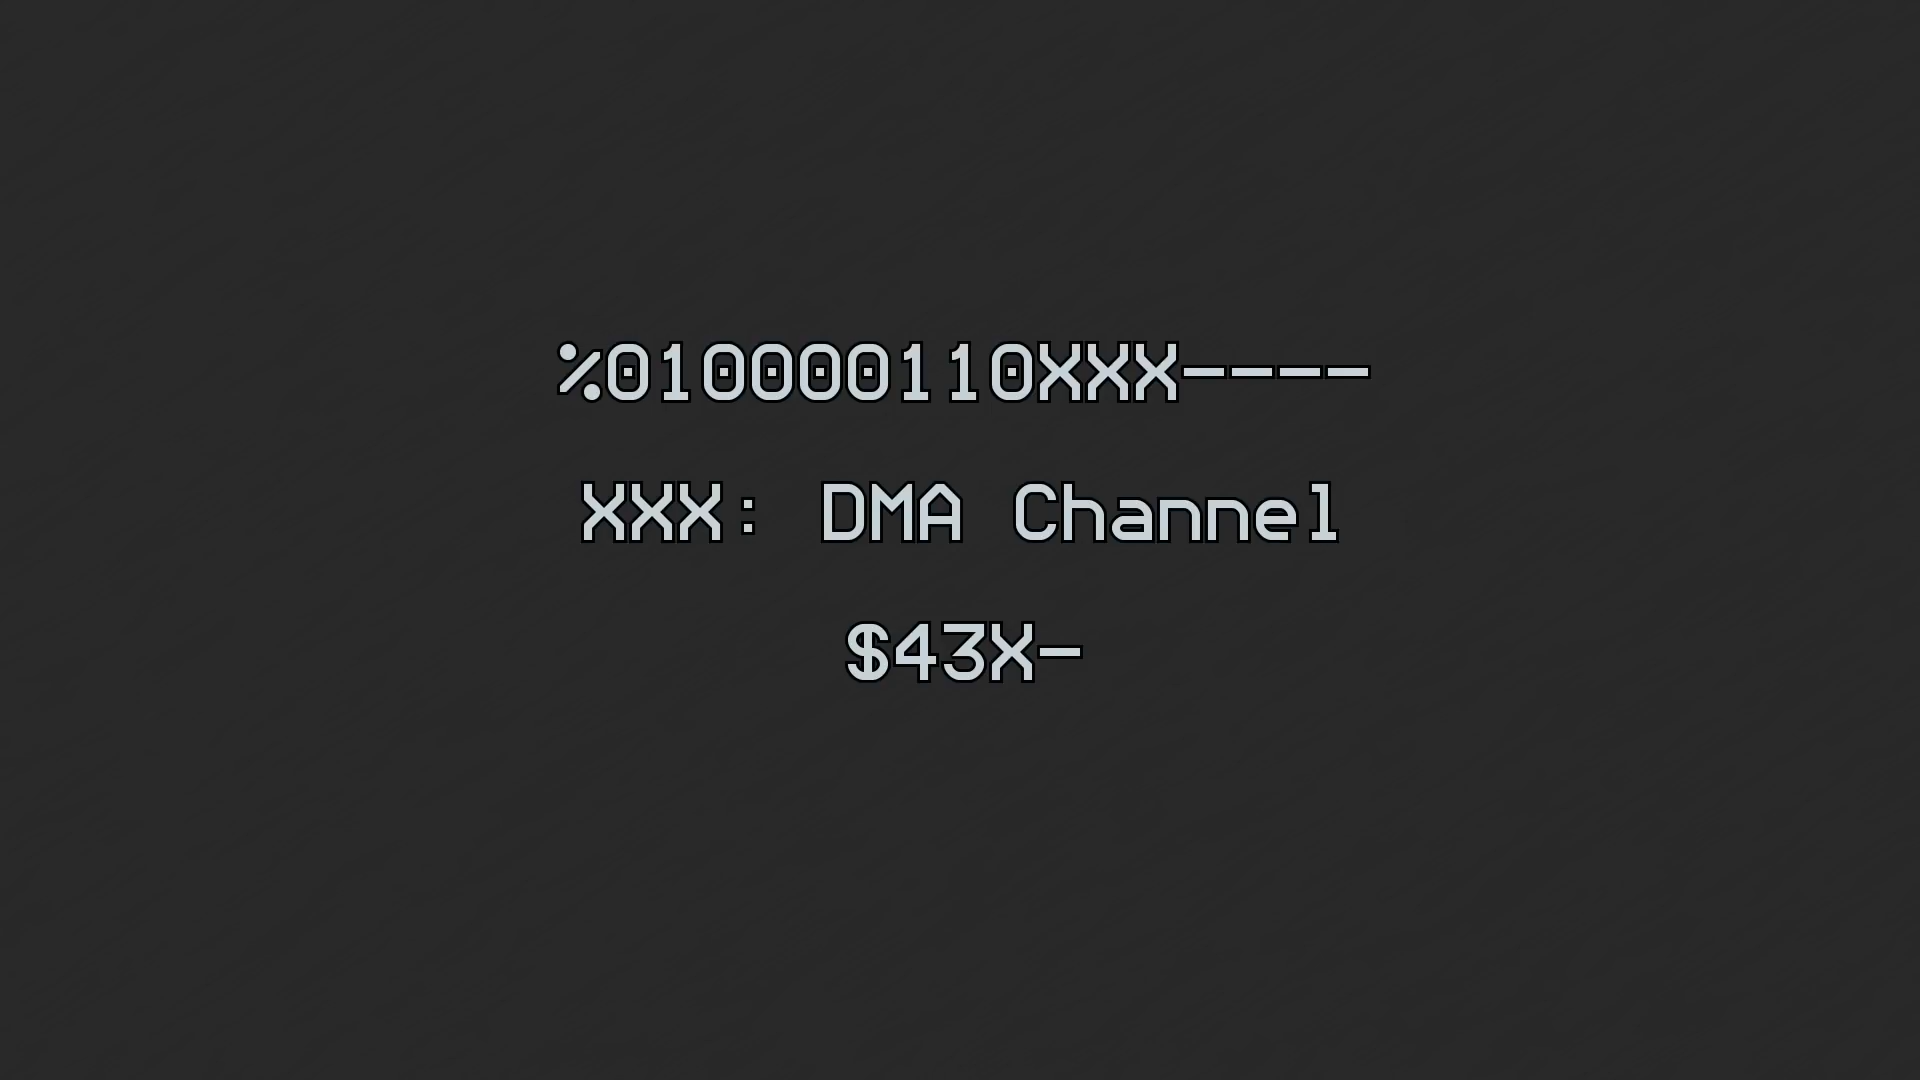 %010000110XXX----
XXX: DMA Channel
$43X-